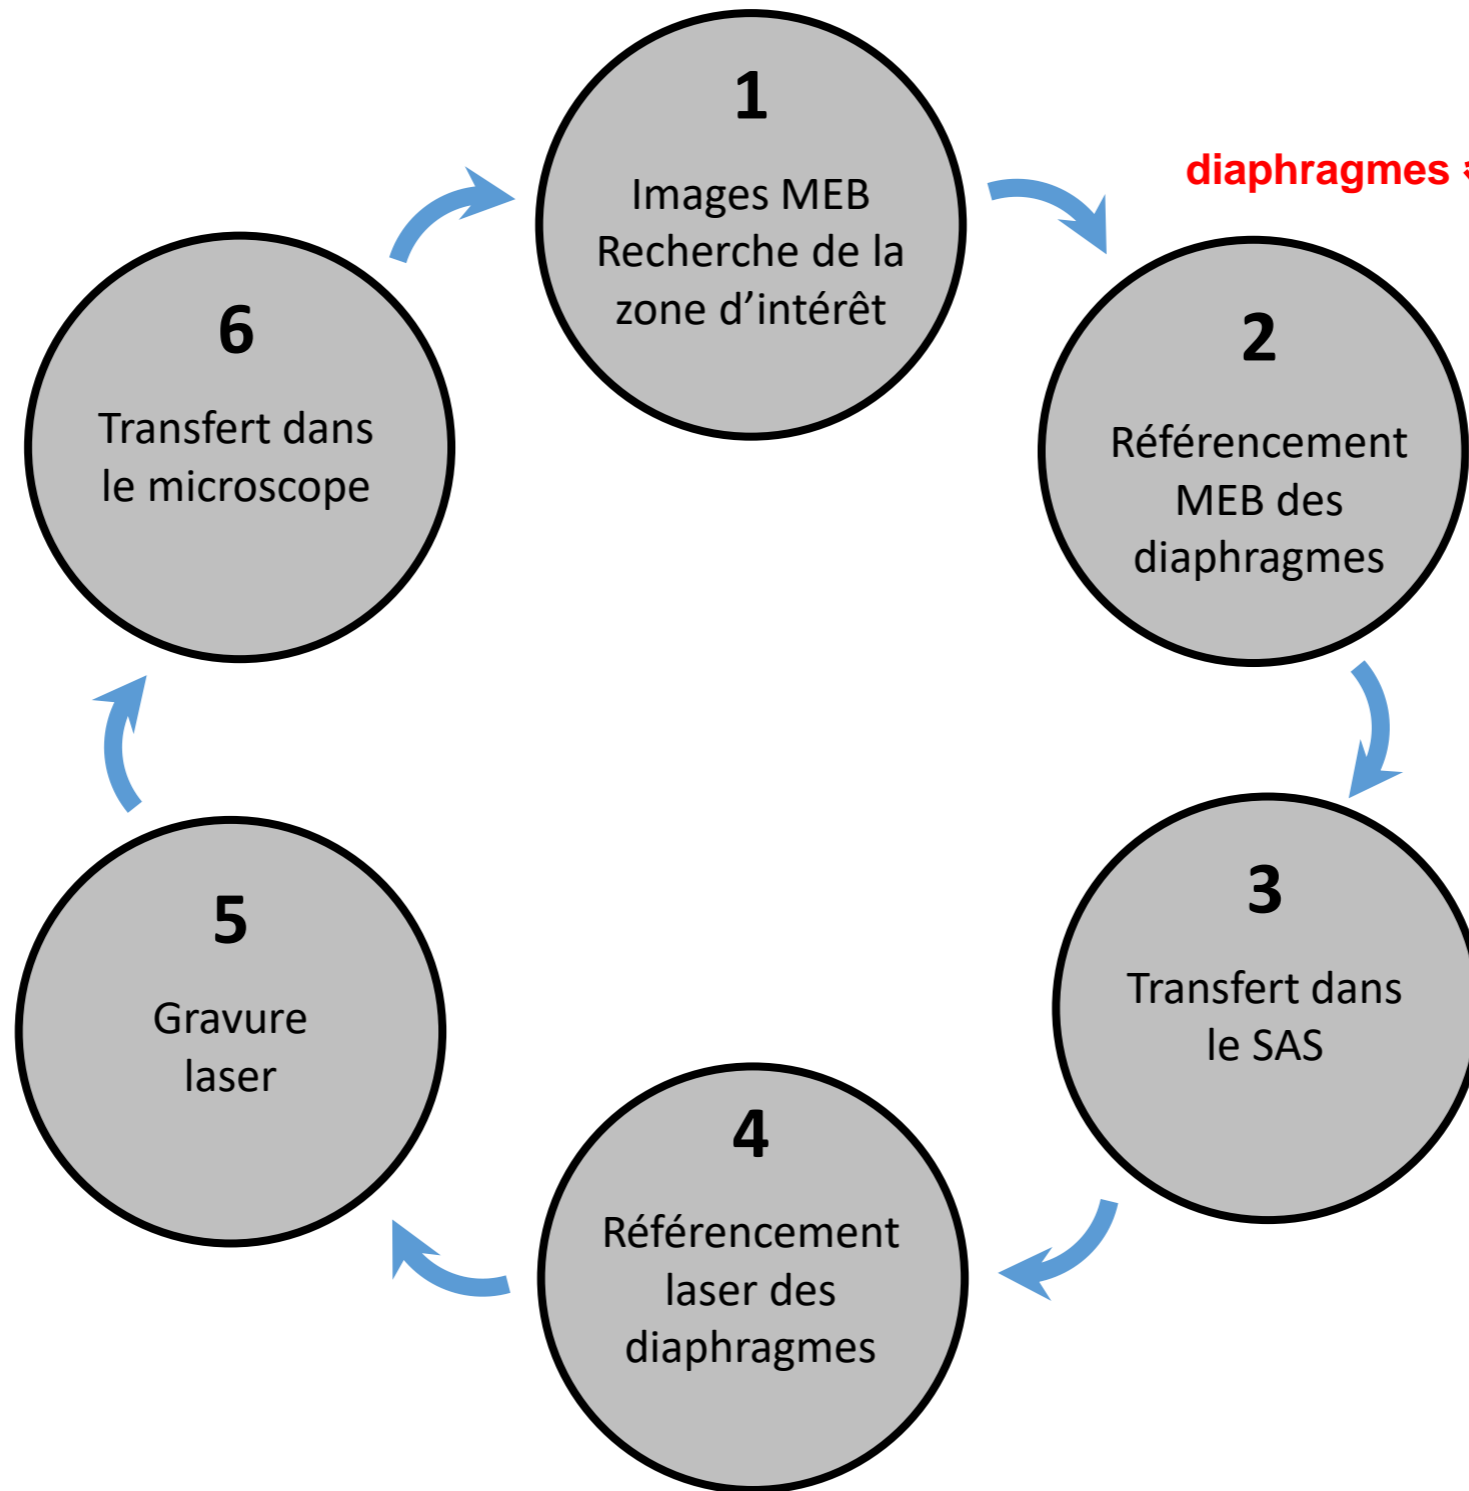 1
Images MEB
Recherche de la
zone d’intérêt
diaphragmes
2
Référencement
MEB des
diaphragmes
3
Transfert dans
le SAS
4
Référencement
laser des
diaphragmes
5
Gravure
laser
6
Transfert dans
le microscope